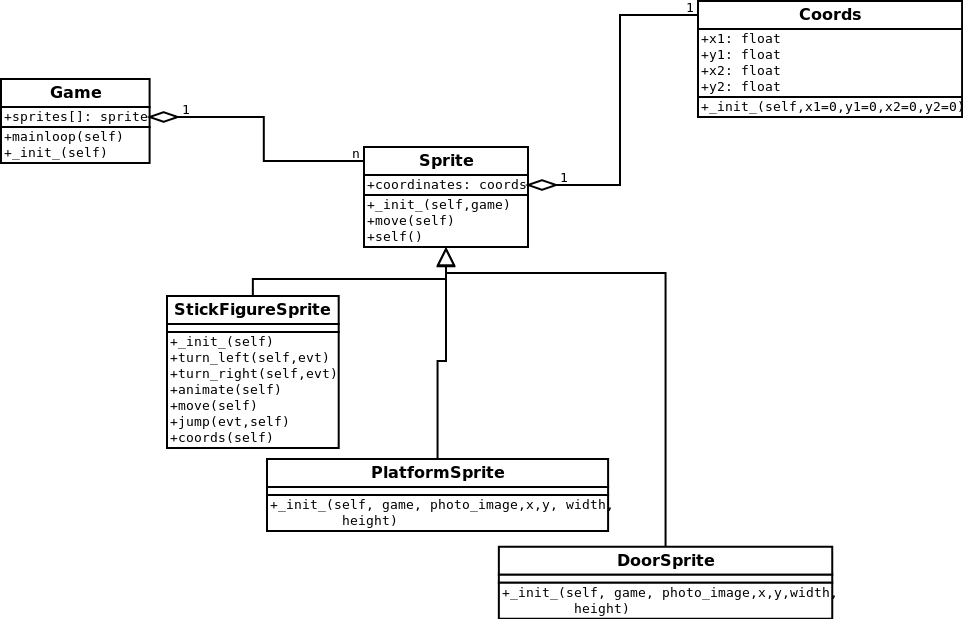 Game
+sprites[]: sprite
+mainloop(self)
+_init_(self)
1
n
Sprite
+coordinates: coords
+_init_(self,game)
+move(self)
+self()
1
1
Coords
+x1: float
+y1: float
+x2: float
+y2: float
+_init_(self,x1=0,y1=0,x2=0,y2=0)
StickFigureSprite
+_init_(self)
+turn_left(self,evt)
+turn_right(self,evt)
+animate(self)
+move(self)
+jump(evt,self)
+coords(self)
PlatformSprite
+_init_(self, game, photo_image,x,y, width,
height)
DoorSprite
+_init_(self, game, photo_image,x,y,width,
height)